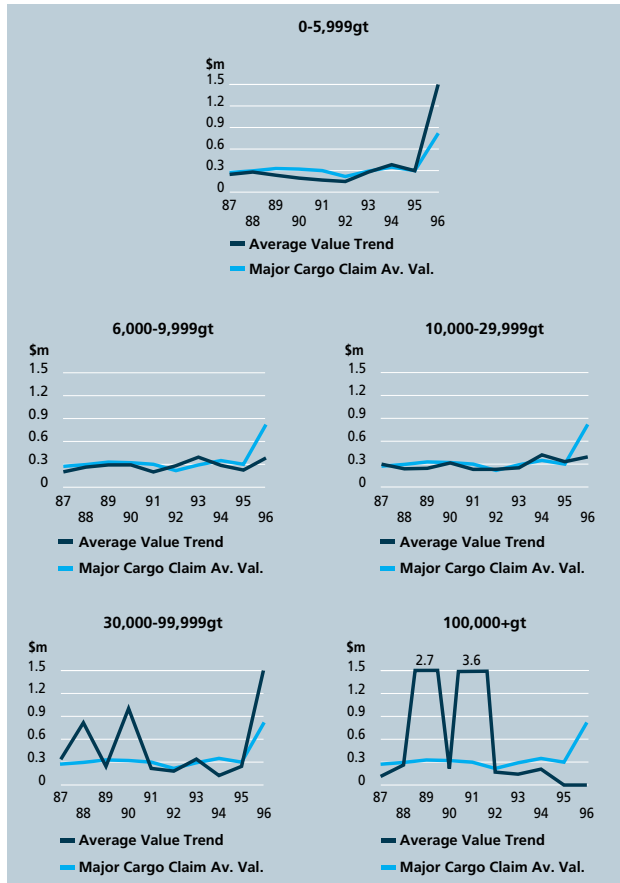 0-5,999gt
$m
1.5
1.2
0.9
0.6
0.3
0
87 89 91 93 95
88 90 92 94 96
Average Value Trend
Major Cargo Claim Av. Val.
6,000-9,999gt
$m
1.5
1.2
0.9
0.6
0.3
0
87 89 91 93 95
88 90 92 94 96
Average Value Trend
Major Cargo Claim Av. Val.
10,000-29,999gt
$m
1.5
1.2
0.9
0.6
0.3
0
87 89 91 93 95
88 90 92 94 96
Average Value Trend
Major Cargo Claim Av. Val.
30,000-99,999gt
$m
1.5
1.2
0.9
0.6
0.3
0
87 89 91 93 95
88 90 92 94 96
Average Value Trend
Major Cargo Claim Av. Val.
100,000+gt
$m
2.7 3.6
1.5
1.2
0.9
0.6
0.3
0
87 89 91 93 95
88 90 92 94 96
Average Value Trend
Major Cargo Claim Av. Val.